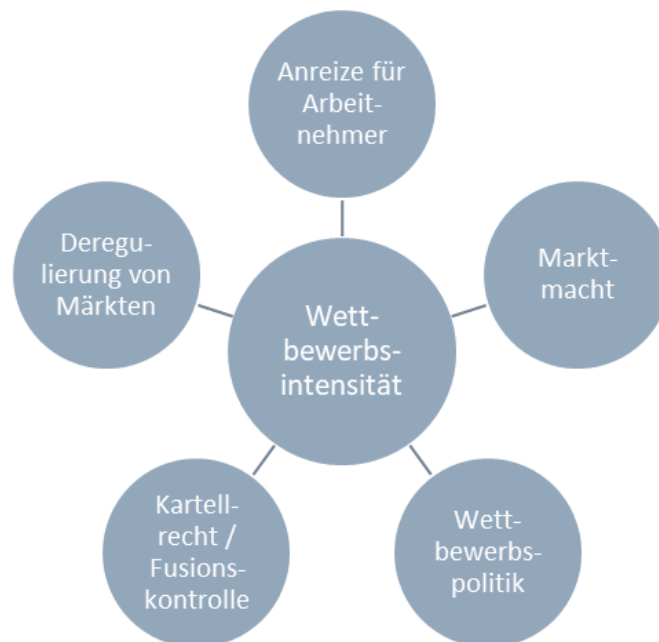 Anreize für
Arbeit-
nehmer
Deregu-
lierung von
Märkten
Markt-
macht
Wett-
bewerbs-
intensität
Kartell-
recht /
Fusions-
kontrolle
Wett-
bewerbs-
politik